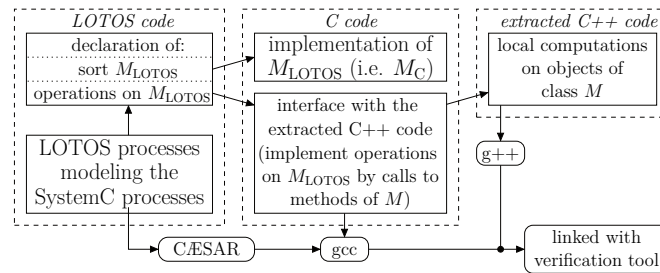 LOTOS code
declaration of:
sort M_LOTOS
operations on M_LOTOS
LOTOS processes
modeling the
SystemC processes
C code
implementation of
M_LOTOS (i.e. M_C)
interface with the
extracted C++ code
(implement operations
on M_LOTOS by calls to
methods of M)
extracted C++ code
local computations
on objects of
class M
g++
CÆSAR
gcc
linked with
verification tool